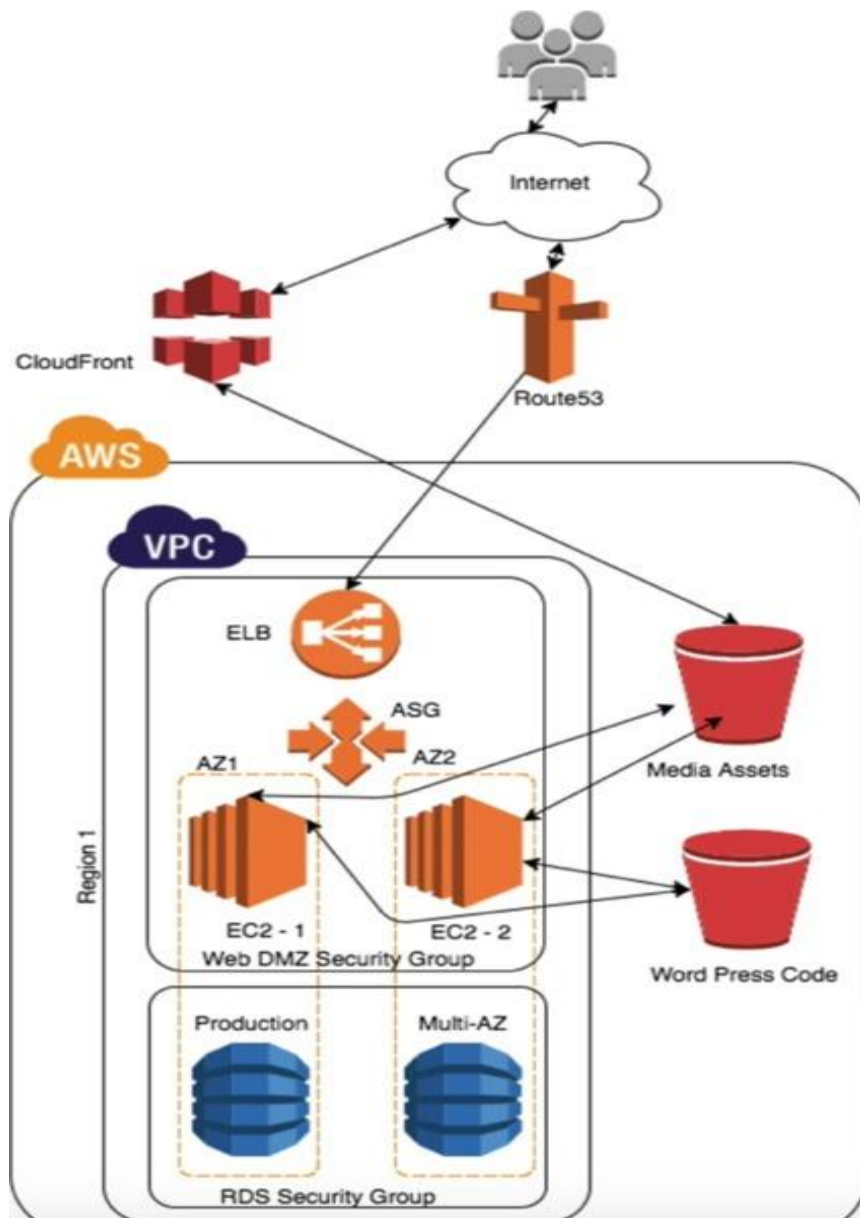 Internet
CloudFront
Route53
AWS
VPC
ELB
ASG
AZ1
AZ2
Media Assets
Region 1
EC2 - 1
EC2 - 2
Web DMZ Security Group
Word Press Code
Production
Multi-AZ
RDS Security Group